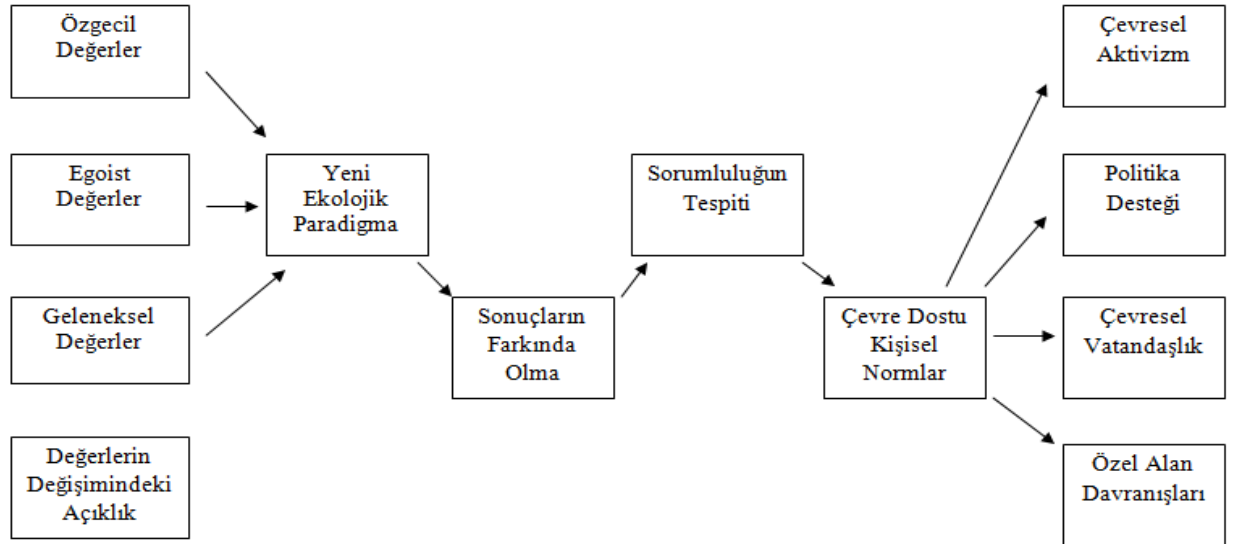 Özgecil
Değerler
Egoist
Değerler
Geleneksel
Değerler
Değerlerin
Değişimindeki
Açıklık
Yeni
Ekolojik
Paradigma
Sonuçların
Farkında
Olma
Sorumluluğun
Tespiti
Çevre Dostu
Kişisel
Normlar
Çevresel
Aktivizm
Politika
Desteği
Çevresel
Vatandaşlık
Özel Alan
Davranışları